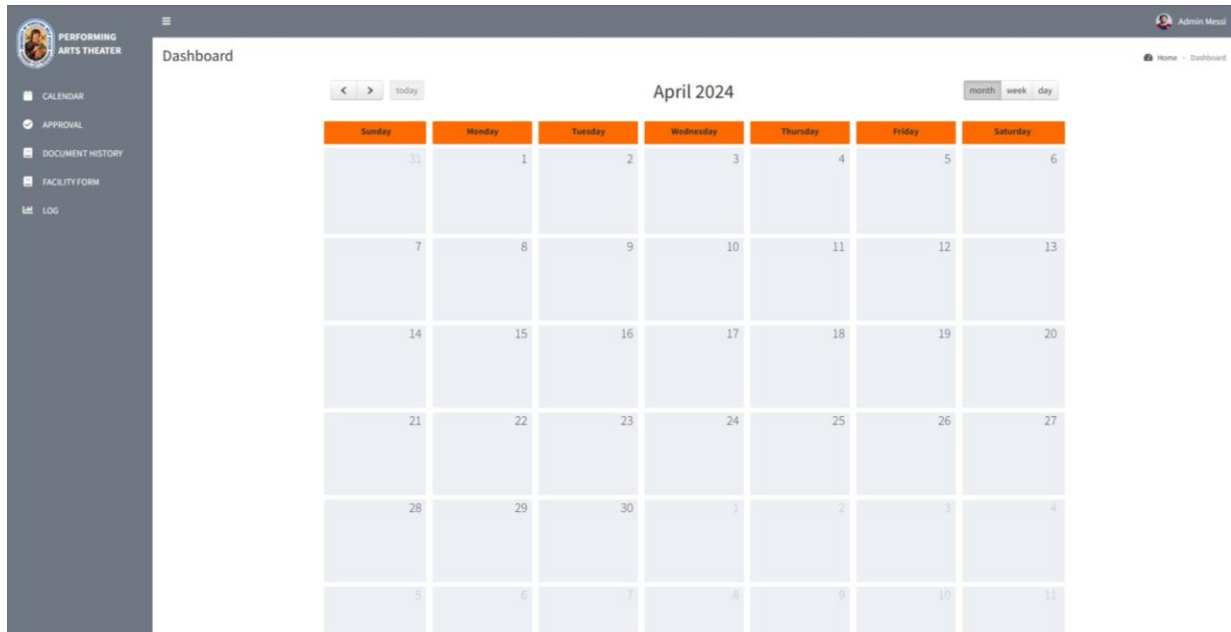 PERFORMING
ARTS THEATER
Admin Messi
Dashboard
Home - Dashboard
CALENDAR
APPROVAL
DOCUMENT HISTORY
FACILITY FORM
LOG
today
April 2024
month week day
Sunday Monday Tuesday Wednesday Thursday Friday Saturday
31 1 2 3 4 5 6
7 8 9 10 11 12 13
14 15 16 17 18 19 20
21 22 23 24 25 26 27
28 29 30 1 2 3 4
5 6 7 8 9 10 11